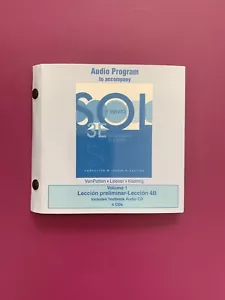 Audio Program
to accompany
SOL
VanPatten • Leeser • Keating
Volume 1
Lección preliminar-Lección 4B
Includes Textbook Audio CD
4 CDs